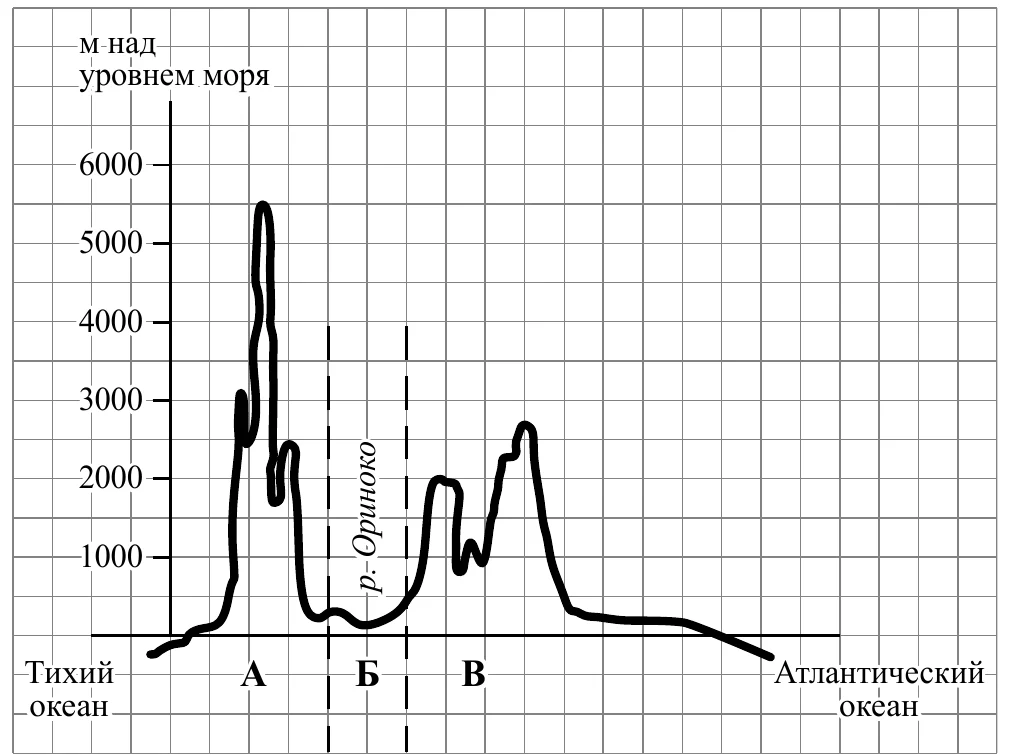 м над
уровнем моря
6000
5000
4000
3000
2000
1000
р. Ориноко
А
Б
В
Тихий
океан
Атлантический
океан